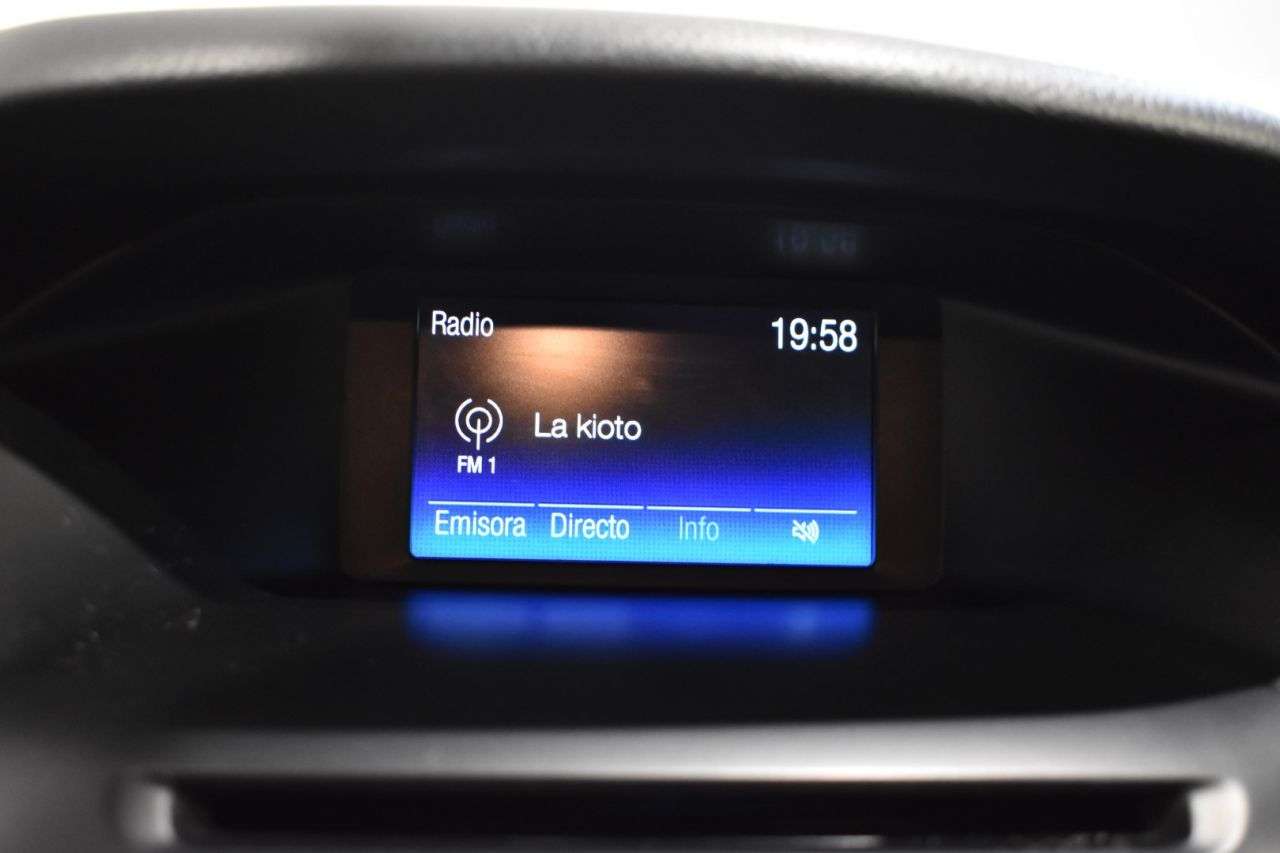 Radio 19:58
La kioto
FM 1
Emisora Directo Info